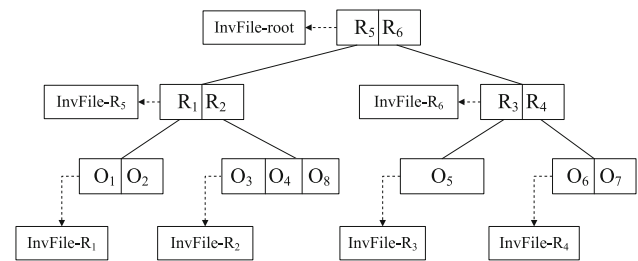 InvFile-root R₅ R₆
InvFile-R₅ R₁ R₂ InvFile-R₆ R₃ R₄
O₁ O₂ O₃ O₄ O₈ O₅ O₆ O₇
InvFile-R₁ InvFile-R₂ InvFile-R₃ InvFile-R₄